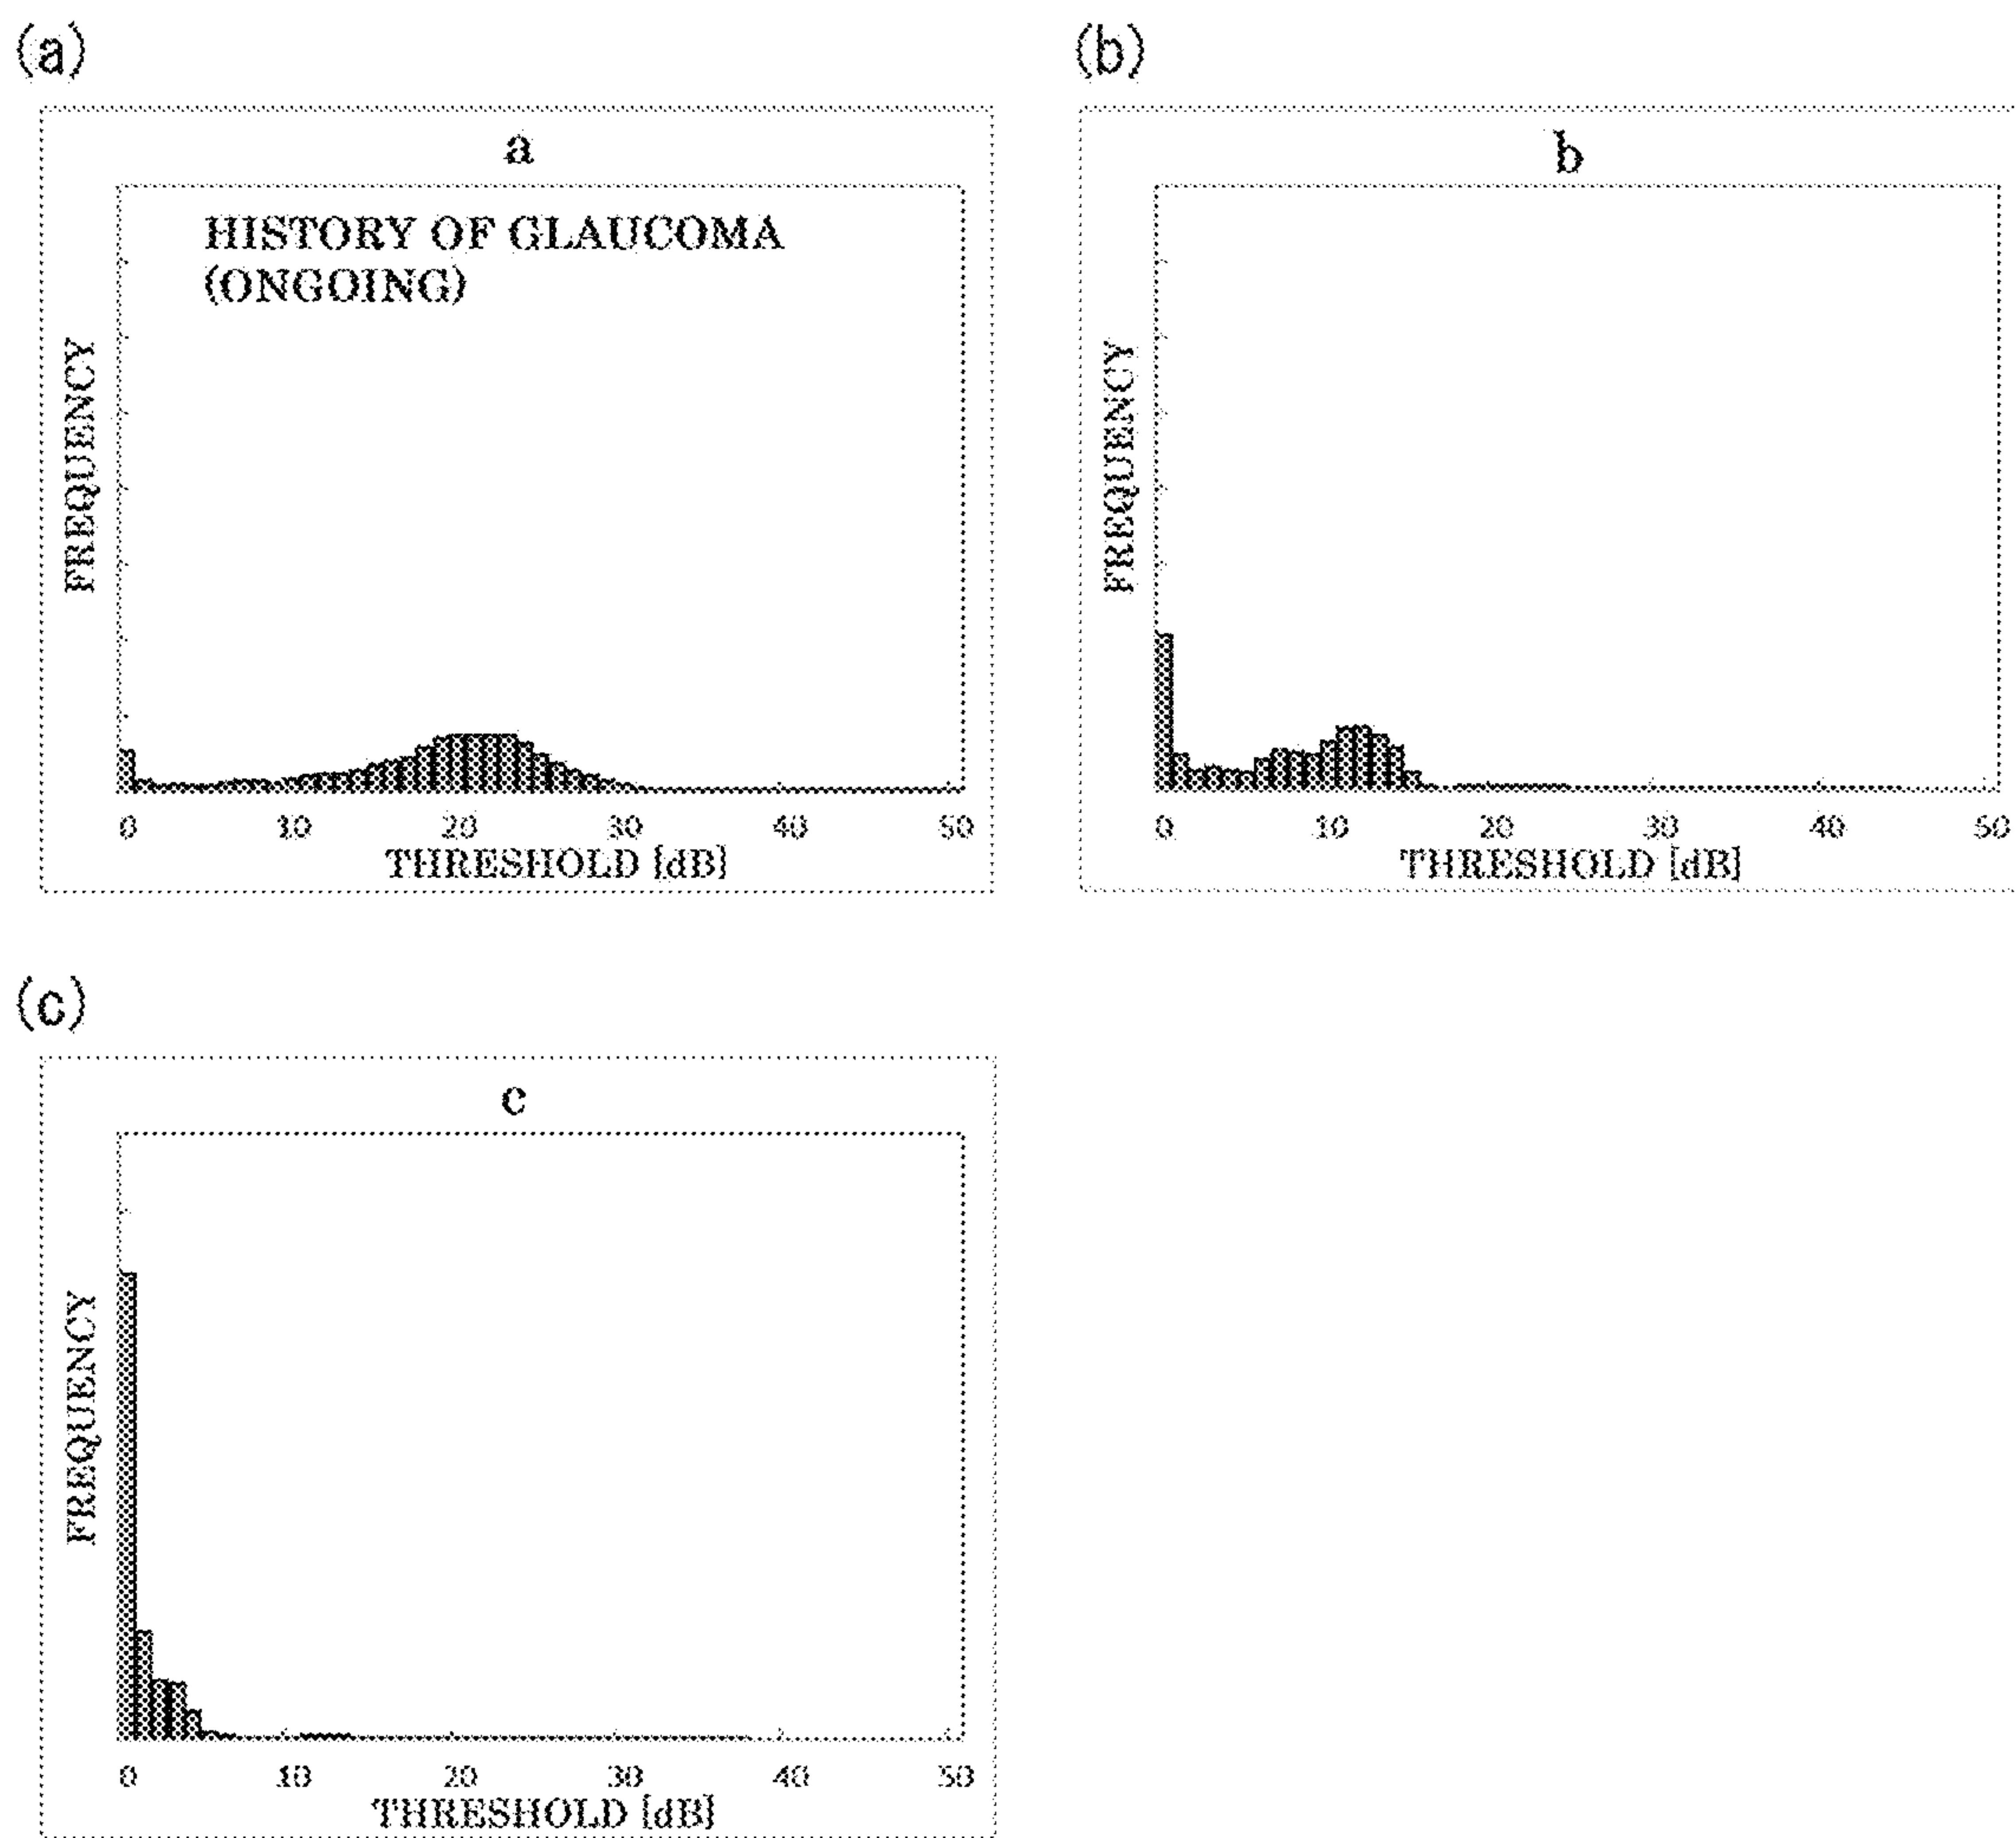 (a)
a
HISTORY OF GLAUCOMA
(ONGOING)
FREQUENCY
0 10 20 30 40 50
THRESHOLD [dB]
(b)
b
FREQUENCY
0 10 20 30 40 50
THRESHOLD [dB]
(c)
c
FREQUENCY
0 10 20 30 40 50
THRESHOLD [dB]